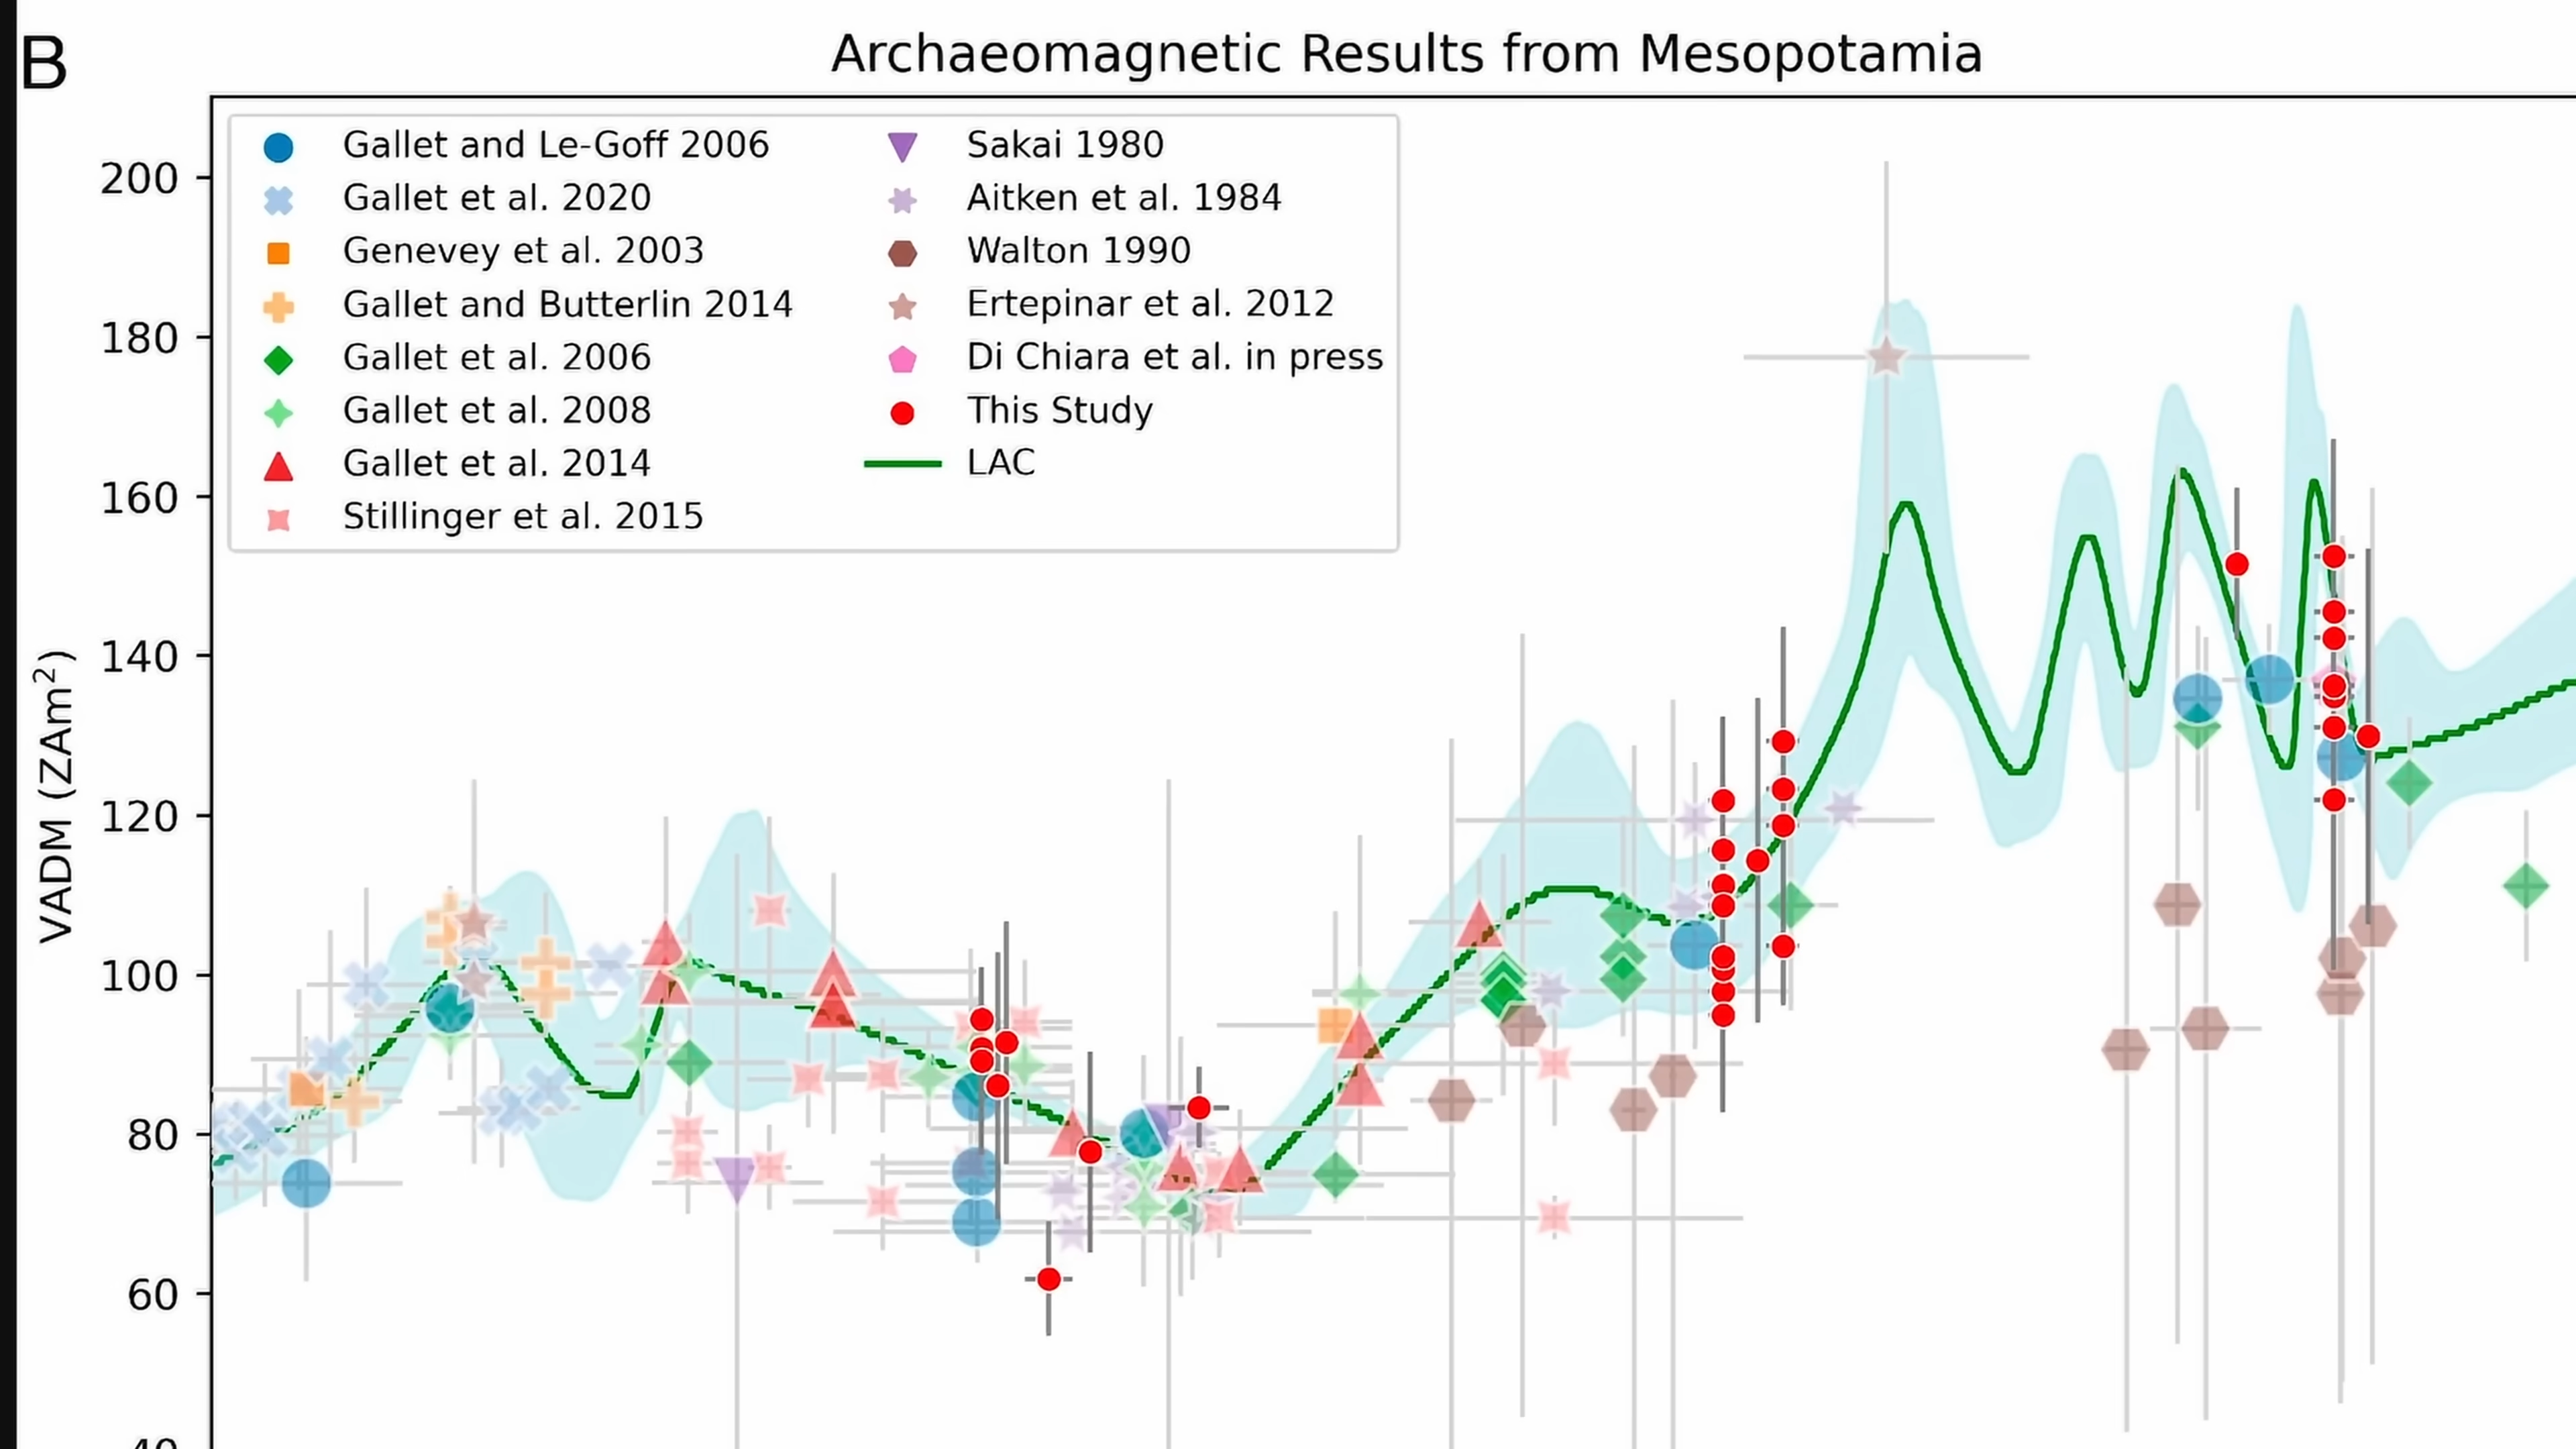 B
Archaeomagnetic Results from Mesopotamia
Gallet and Le-Goff 2006
Gallet et al. 2020
Genevey et al. 2003
Gallet and Butterlin 2014
Gallet et al. 2006
Gallet et al. 2008
Gallet et al. 2014
Stillinger et al. 2015
Sakai 1980
Aitken et al. 1984
Walton 1990
Ertepinar et al. 2012
Di Chiara et al. in press
This Study
LAC
VADM (ZAm²)
200
180
160
140
120
100
80
60
40